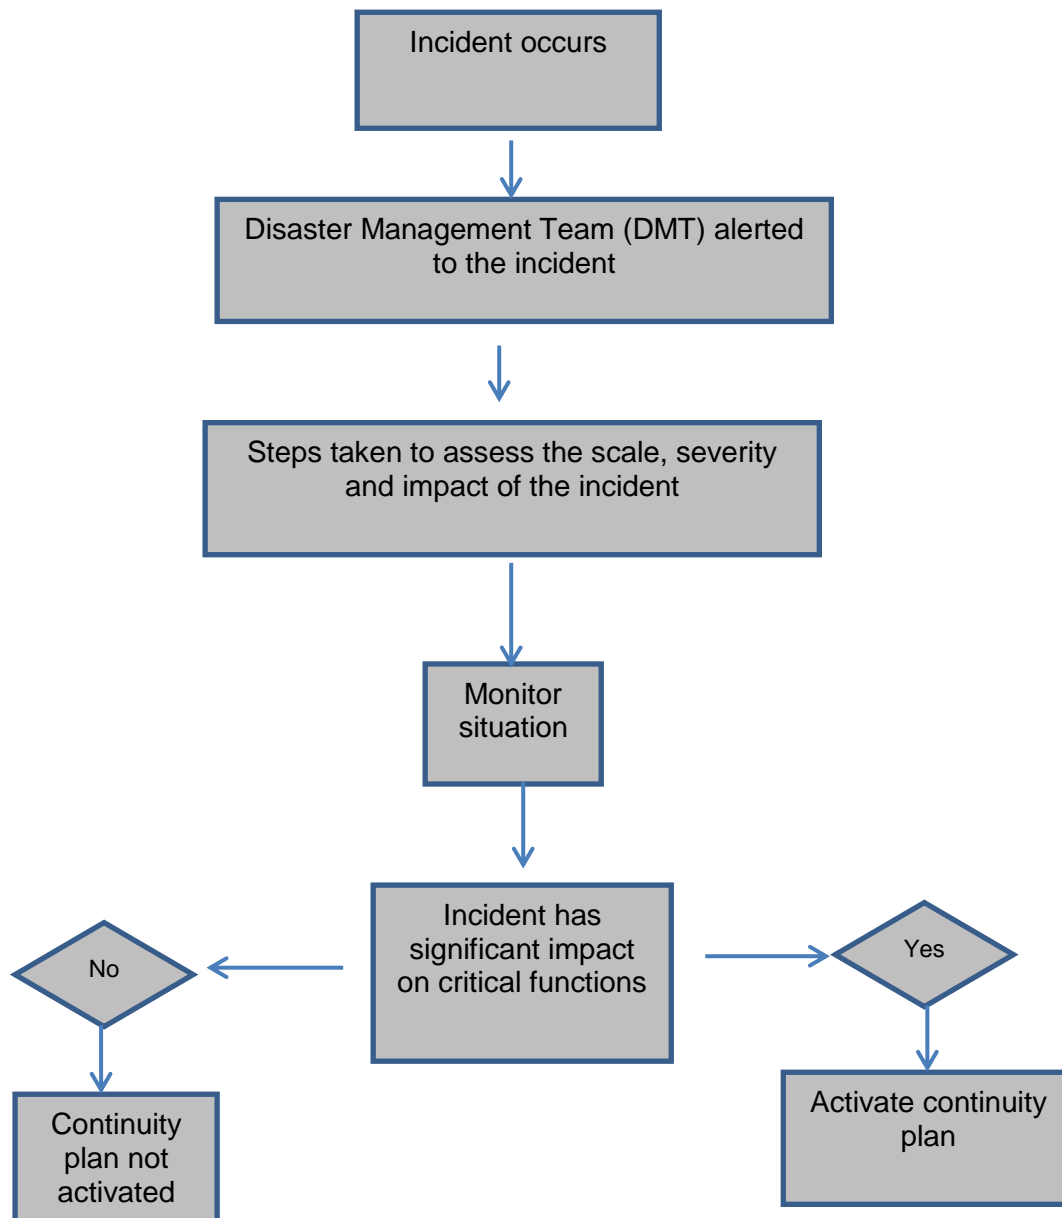 Incident occurs
Disaster Management Team (DMT) alerted
to the incident
Steps taken to assess the scale, severity
and impact of the incident
Monitor
situation
Incident has
significant impact
on critical functions
No
Yes
Continuity
plan not
activated
Activate continuity
plan